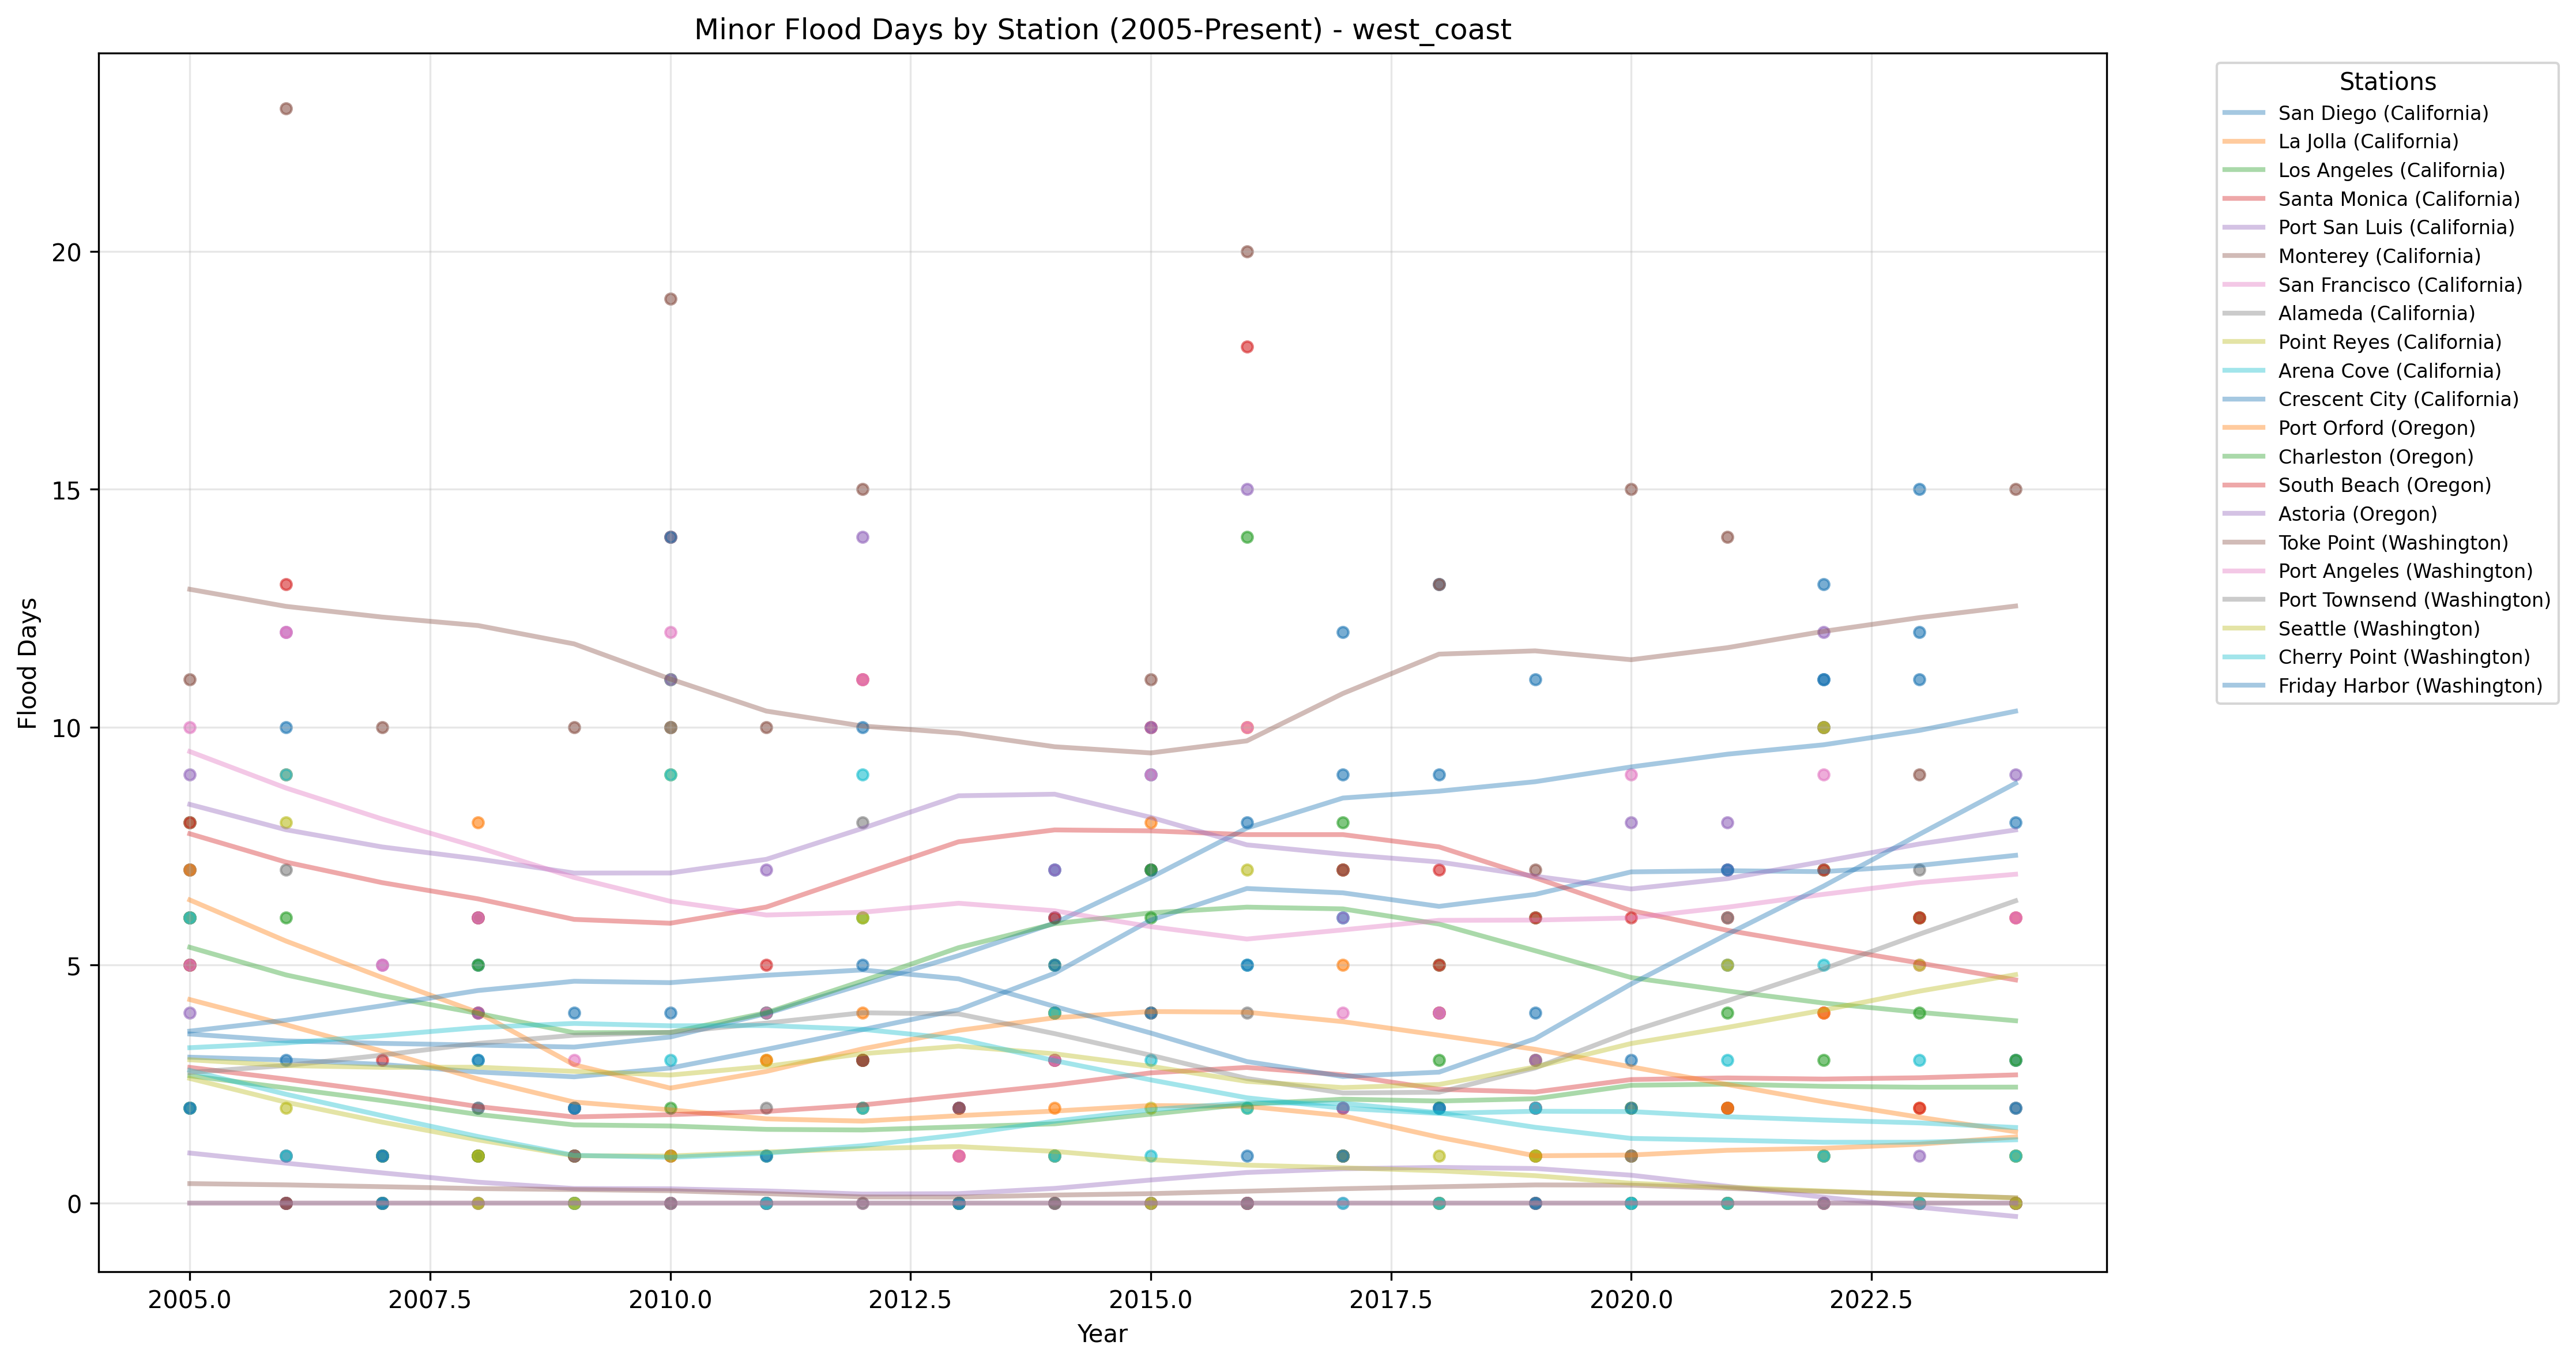 Minor Flood Days by Station (2005-Present) - west_coast
Flood Days
20
15
10
5
0
2005.0
2007.5
2010.0
2012.5
2015.0
2017.5
2020.0
2022.5
Year
Stations
San Diego (California)
La Jolla (California)
Los Angeles (California)
Santa Monica (California)
Port San Luis (California)
Monterey (California)
San Francisco (California)
Alameda (California)
Point Reyes (California)
Arena Cove (California)
Crescent City (California)
Port Orford (Oregon)
Charleston (Oregon)
South Beach (Oregon)
Astoria (Oregon)
Toke Point (Washington)
Port Angeles (Washington)
Port Townsend (Washington)
Seattle (Washington)
Cherry Point (Washington)
Friday Harbor (Washington)